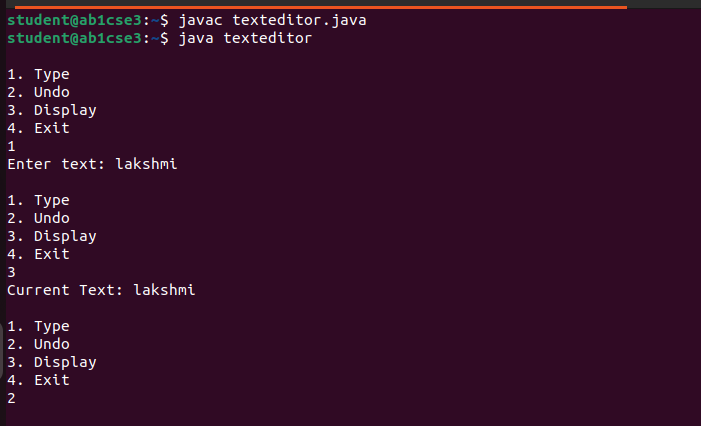 student@ab1cse3:~$ javac texteditor.java
student@ab1cse3:~$ java texteditor
1. Type
2. Undo
3. Display
4. Exit
1
Enter text: lakshmi
1. Type
2. Undo
3. Display
4. Exit
3
Current Text: lakshmi
1. Type
2. Undo
3. Display
4. Exit
2